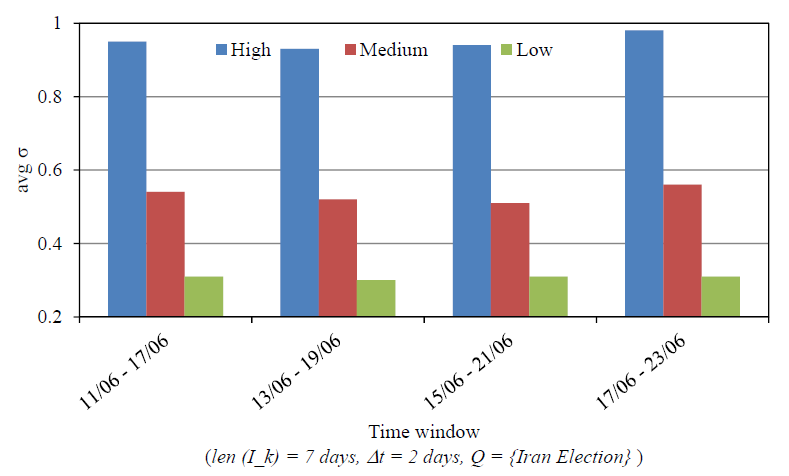 1
High Medium Low
0.8
avg σ
0.6
0.4
0.2
11/06 - 17/06
13/06 - 19/06
15/06 - 21/06
17/06 - 23/06
Time window
(len (I_k) = 7 days, Δt = 2 days, Q = {Iran Election} )